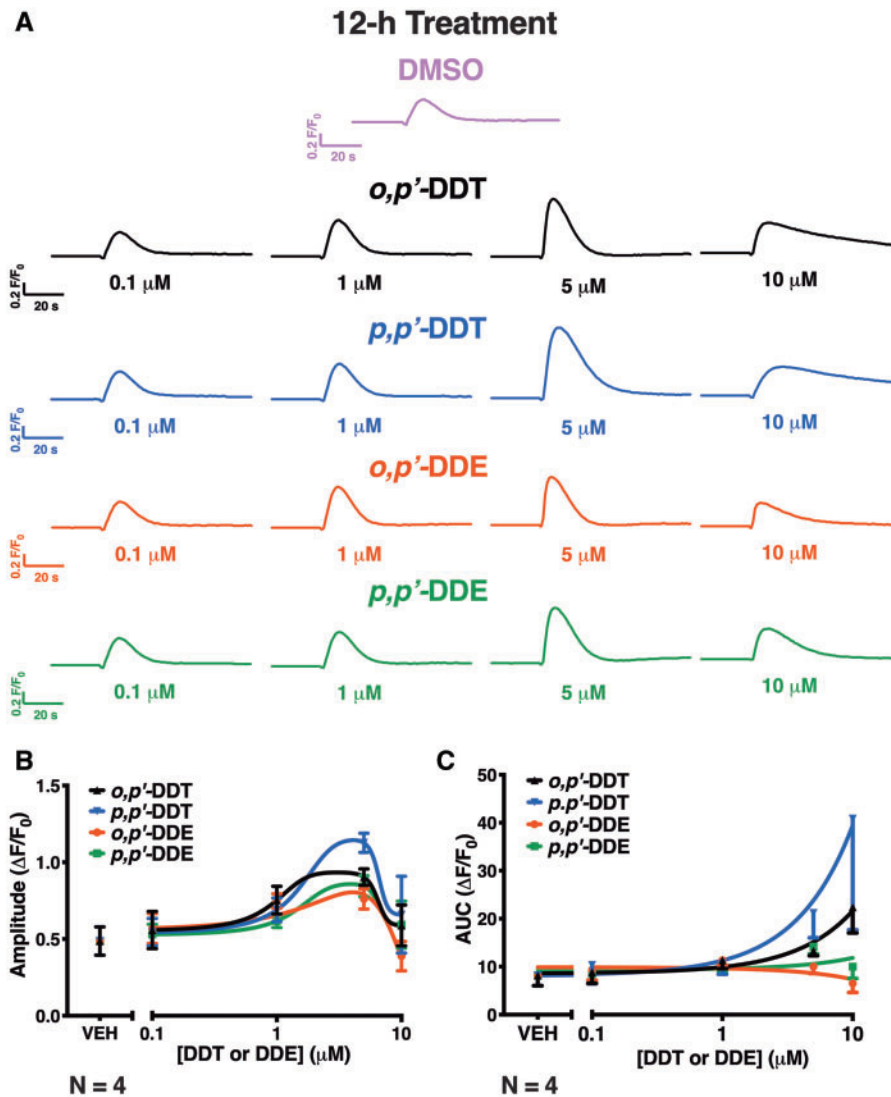 A
12-h Treatment
DMSO
0.2 F/F0
20 s
o,p'-DDT
0.2 F/F0
20 s
0.1 μM
1 μM
5 μM
10 μM
p,p'-DDT
0.2 F/F0
20 s
0.1 μM
1 μM
5 μM
10 μM
o,p'-DDE
0.2 F/F0
20 s
0.1 μM
1 μM
5 μM
10 μM
p,p'-DDE
0.2 F/F0
20 s
0.1 μM
1 μM
5 μM
10 μM
B
o,p'-DDT
p,p'-DDT
o,p'-DDE
p,p'-DDE
Amplitude (ΔF/F0)
1.5
1.0
0.5
0.0
VEH
0.1
1
10
[DDT or DDE] (μM)
N = 4
C
o,p'-DDT
p.p'-DDT
o,p'-DDE
p,p'-DDE
AUC (ΔF/F0)
50
40
30
20
10
0
VEH
0.1
1
10
[DDT or DDE] (μM)
N = 4